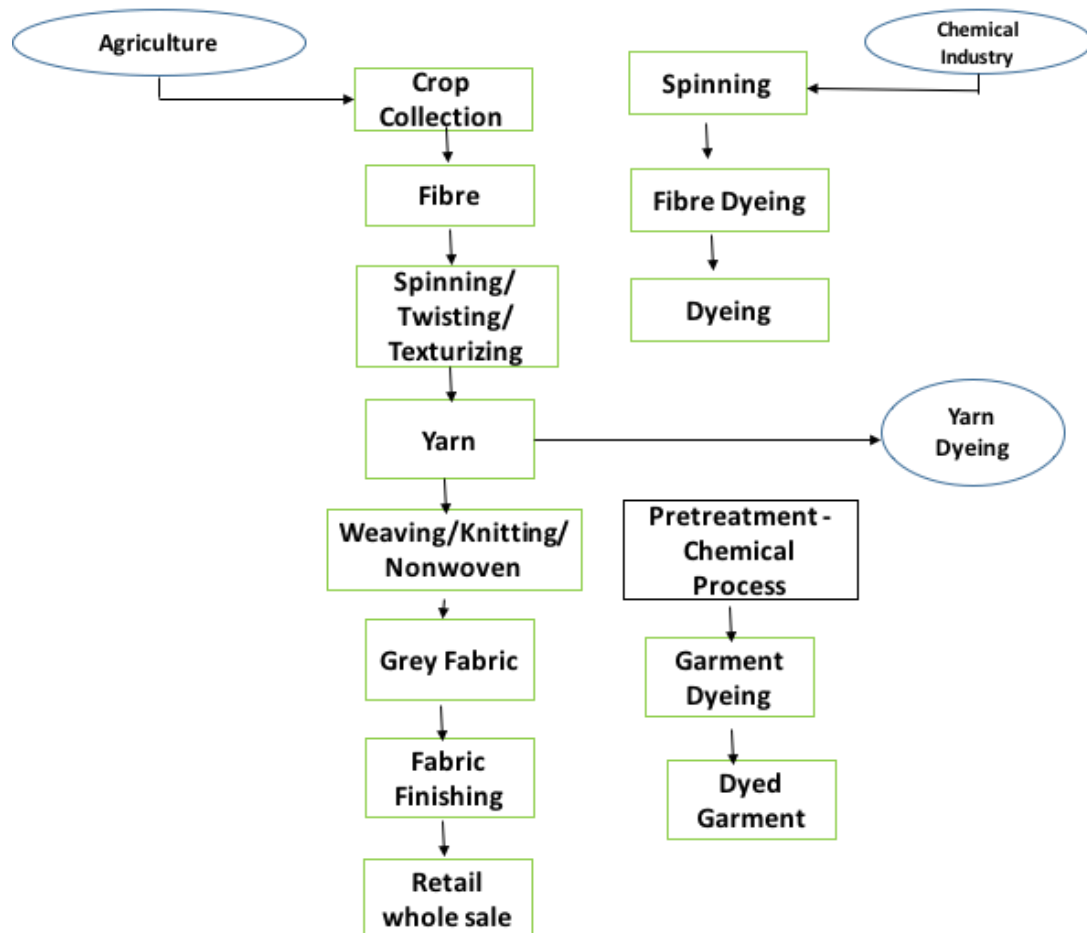 Agriculture
Chemical
Industry
Crop
Collection
Spinning
Fibre
Fibre Dyeing
Spinning/
Twisting/
Texturizing
Dyeing
Yarn
Yarn
Dyeing
Weaving/Knitting/
Nonwoven
Pretreatment -
Chemical
Process
Grey Fabric
Garment
Dyeing
Fabric
Finishing
Dyed
Garment
Retail
whole sale